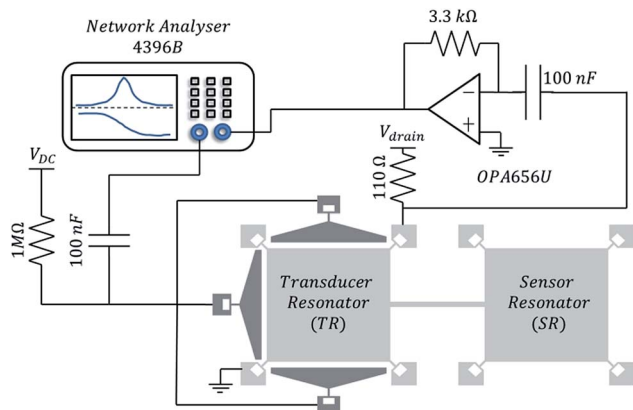 Network Analyser
4396B
3.3 kΩ
100 nF
−
+
V_drain
OPA656U
110 Ω
V_DC
1MΩ
100 nF
Transducer
Resonator
(TR)
Sensor
Resonator
(SR)